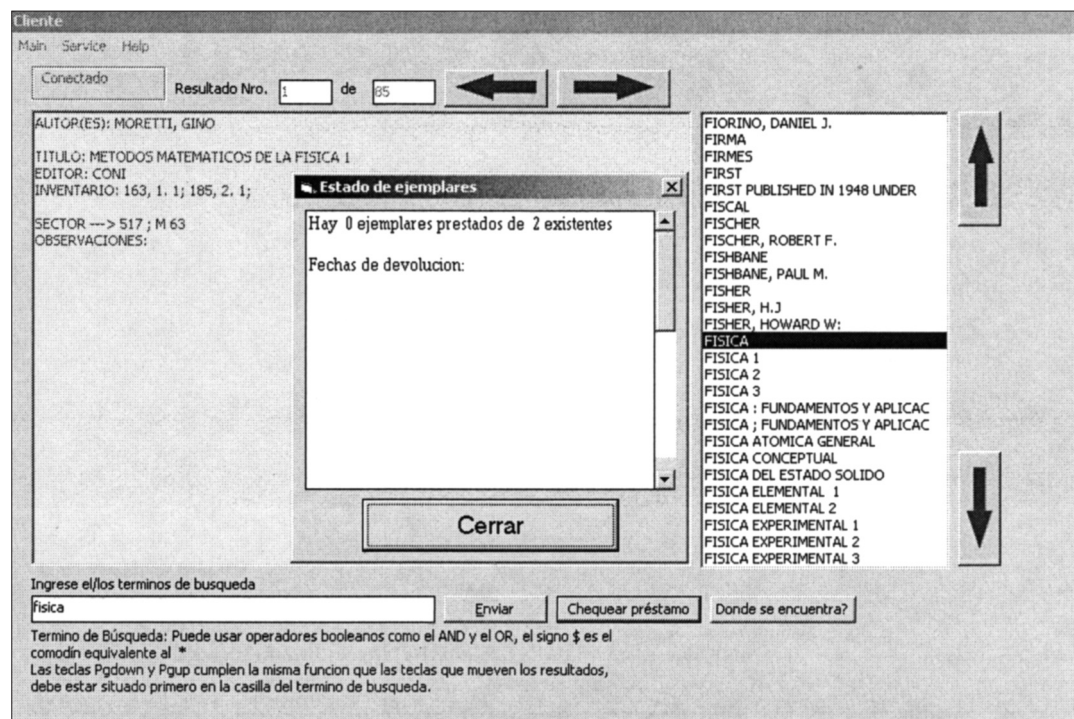 Cliente
Main Service Help
Conectado
Resultado Nro. 1 de 85
AUTOR(ES): MORETTI, GINO
TITULO: METODOS MATEMATICOS DE LA FISICA 1
EDITOR: CONI
INVENTARIO: 163, 1. 1; 185, 2. 1;
SECTOR ---> 517 ; M 63
OBSERVACIONES:
Estado de ejemplares
Hay 0 ejemplares prestados de 2 existentes
Fechas de devolucion:
Cerrar
FIORINO, DANIEL J.
FIRMA
FIRMES
FIRST
FIRST PUBLISHED IN 1948 UNDER
FISCAL
FISCHER
FISCHER, ROBERT F.
FISHBANE
FISHBANE, PAUL M.
FISHER
FISHER, H.J
FISHER, HOWARD W:
FISICA
FISICA 1
FISICA 2
FISICA 3
FISICA : FUNDAMENTOS Y APLICAC
FISICA ; FUNDAMENTOS Y APLICAC
FISICA ATOMICA GENERAL
FISICA CONCEPTUAL
FISICA DEL ESTADO SOLIDO
FISICA ELEMENTAL 1
FISICA ELEMENTAL 2
FISICA EXPERIMENTAL 1
FISICA EXPERIMENTAL 2
FISICA EXPERIMENTAL 3
Ingrese el/los terminos de busqueda
fisica
Enviar
Chequear préstamo
Donde se encuentra?
Termino de Búsqueda: Puede usar operadores booleanos como el AND y el OR, el signo $ es el
comodín equivalente al *
Las teclas Pgdown y Pgup cumplen la misma funcion que las teclas que mueven los resultados,
debe estar situado primero en la casilla del termino de busqueda.